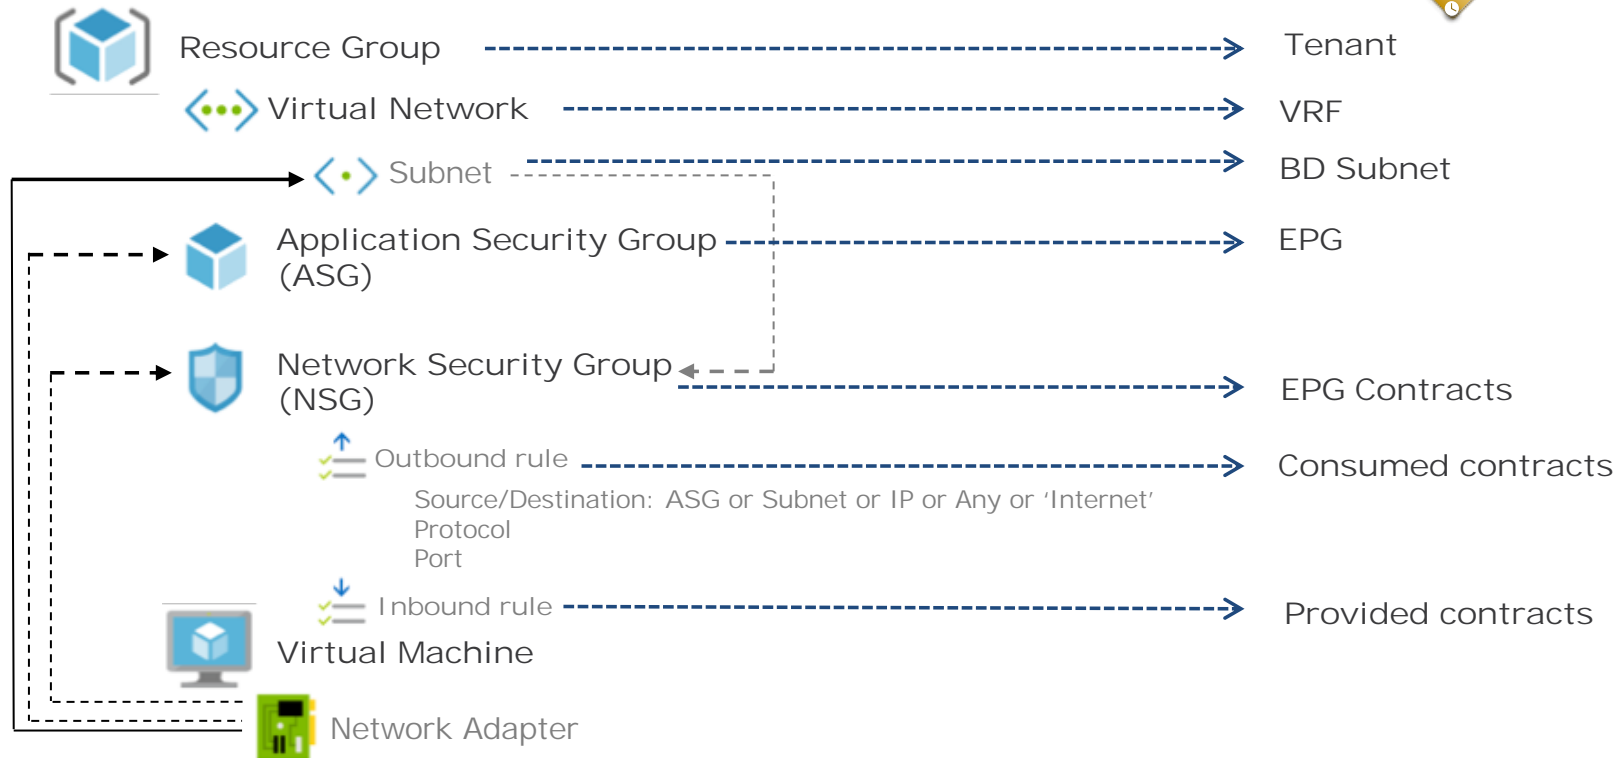 Resource Group
Tenant
Virtual Network
VRF
Subnet
BD Subnet
Application Security Group
(ASG)
EPG
Network Security Group
(NSG)
EPG Contracts
Outbound rule
Consumed contracts
Source/Destination: ASG or Subnet or IP or Any or ‘Internet’
Protocol
Port
Inbound rule
Provided contracts
Virtual Machine
Network Adapter